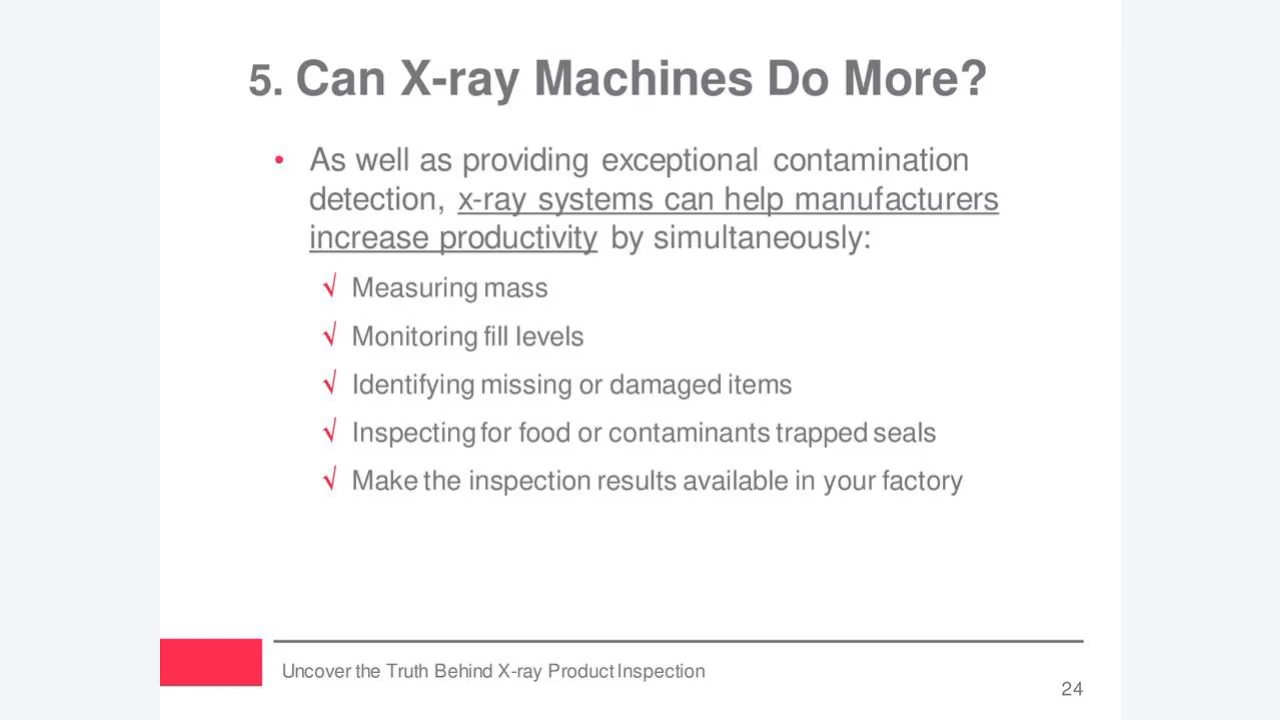 5. Can X-ray Machines Do More?
• As well as providing exceptional contamination
detection, x-ray systems can help manufacturers
increase productivity by simultaneously:
√ Measuring mass
√ Monitoring fill levels
√ Identifying missing or damaged items
√ Inspecting for food or contaminants trapped seals
√ Make the inspection results available in your factory
Uncover the Truth Behind X-ray Product Inspection
24